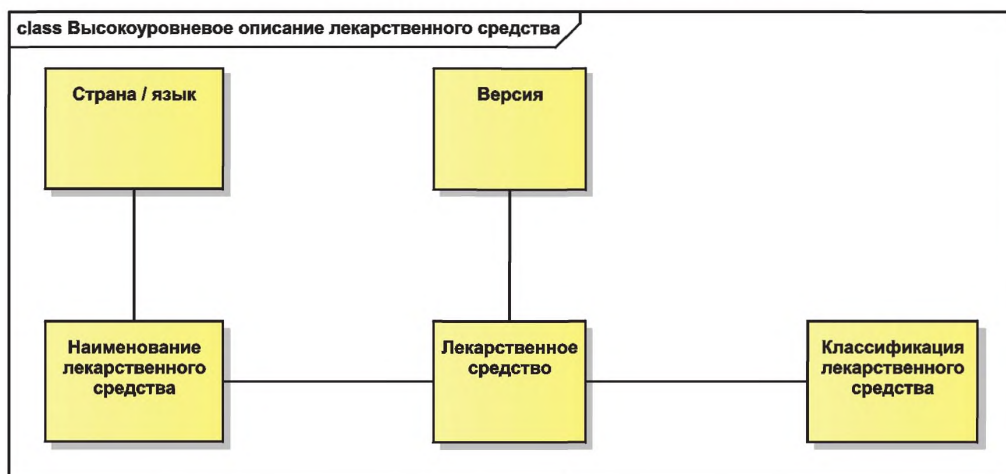 class Высокоуровневое описание лекарственного средства
Страна / язык
Версия
Наименование
лекарственного
средства
Лекарственное
средство
Классификация
лекарственного
средства